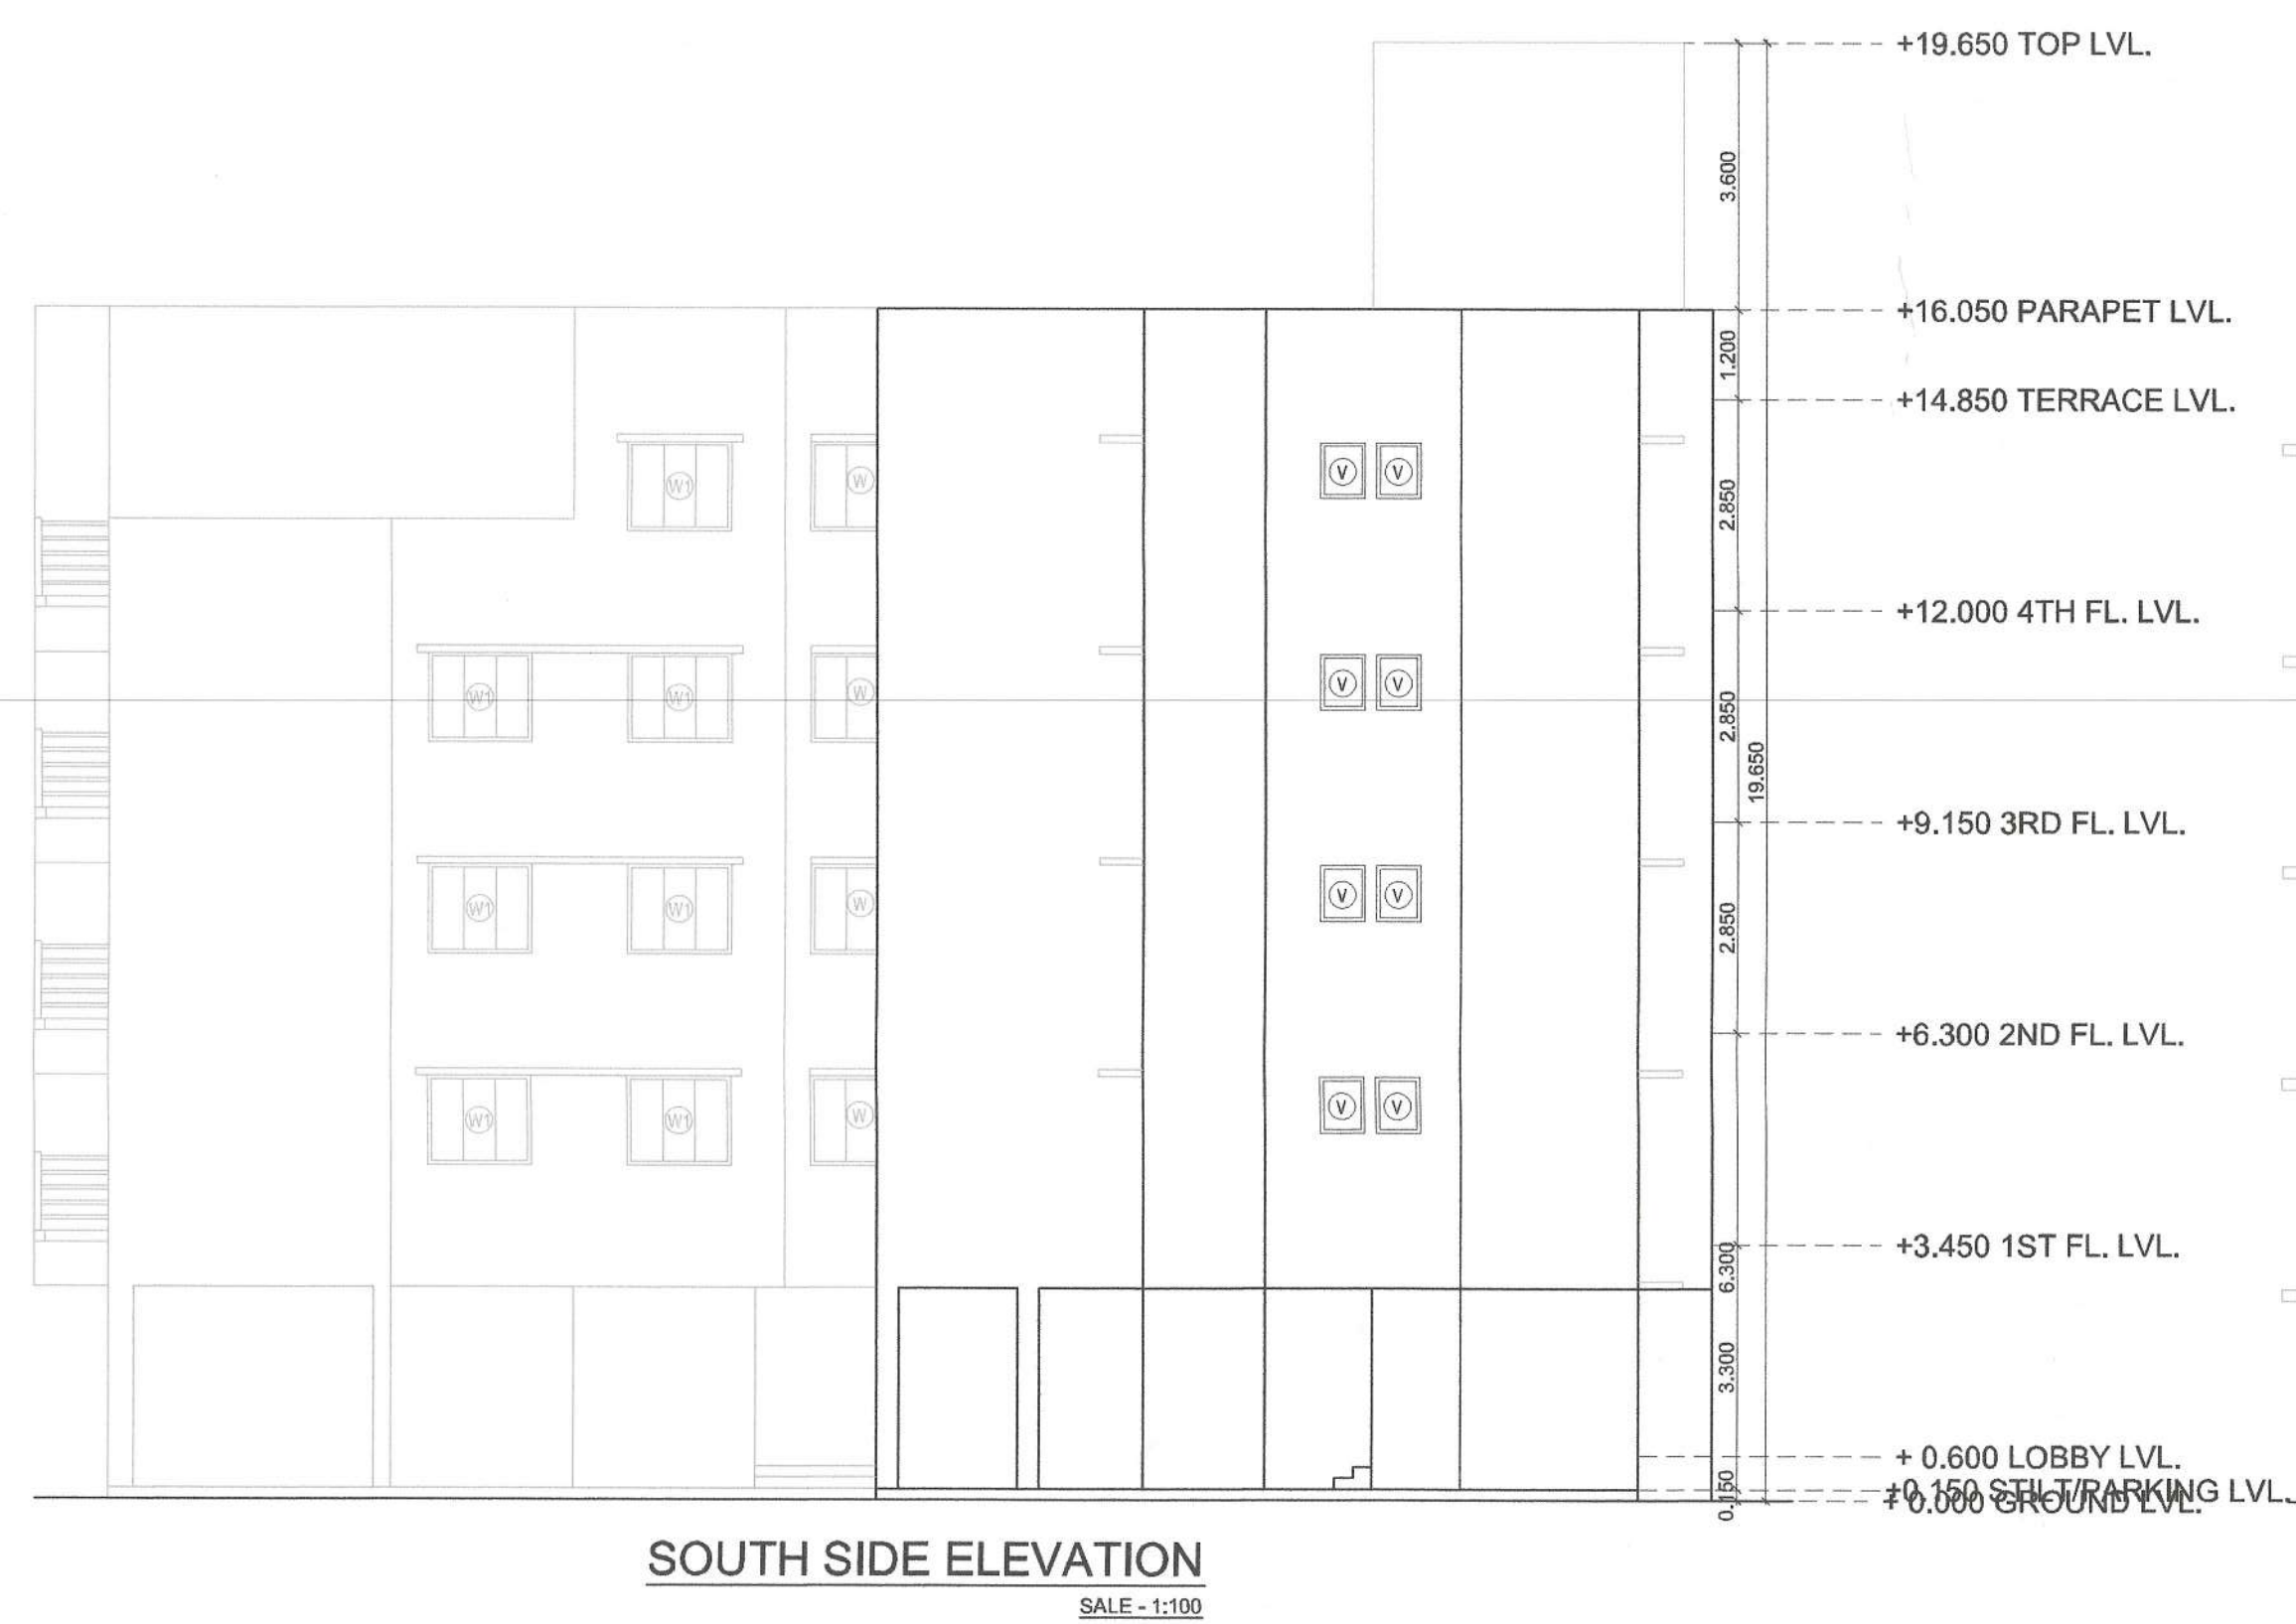 +19.650 TOP LVL.
3.600
+16.050 PARAPET LVL.
1.200
+14.850 TERRACE LVL.
W1 W V V
2.850
+12.000 4TH FL. LVL.
W1 W1 W V V
2.850
19.650
+9.150 3RD FL. LVL.
W1 W1 W V V
2.850
+6.300 2ND FL. LVL.
W1 W1 W V V
+3.450 1ST FL. LVL.
6.300
3.300
+ 0.600 LOBBY LVL.
+0.150 STILT/PARKING LVL.
0.150
+ 0.000 GROUND LVL.
SOUTH SIDE ELEVATION
SALE - 1:100